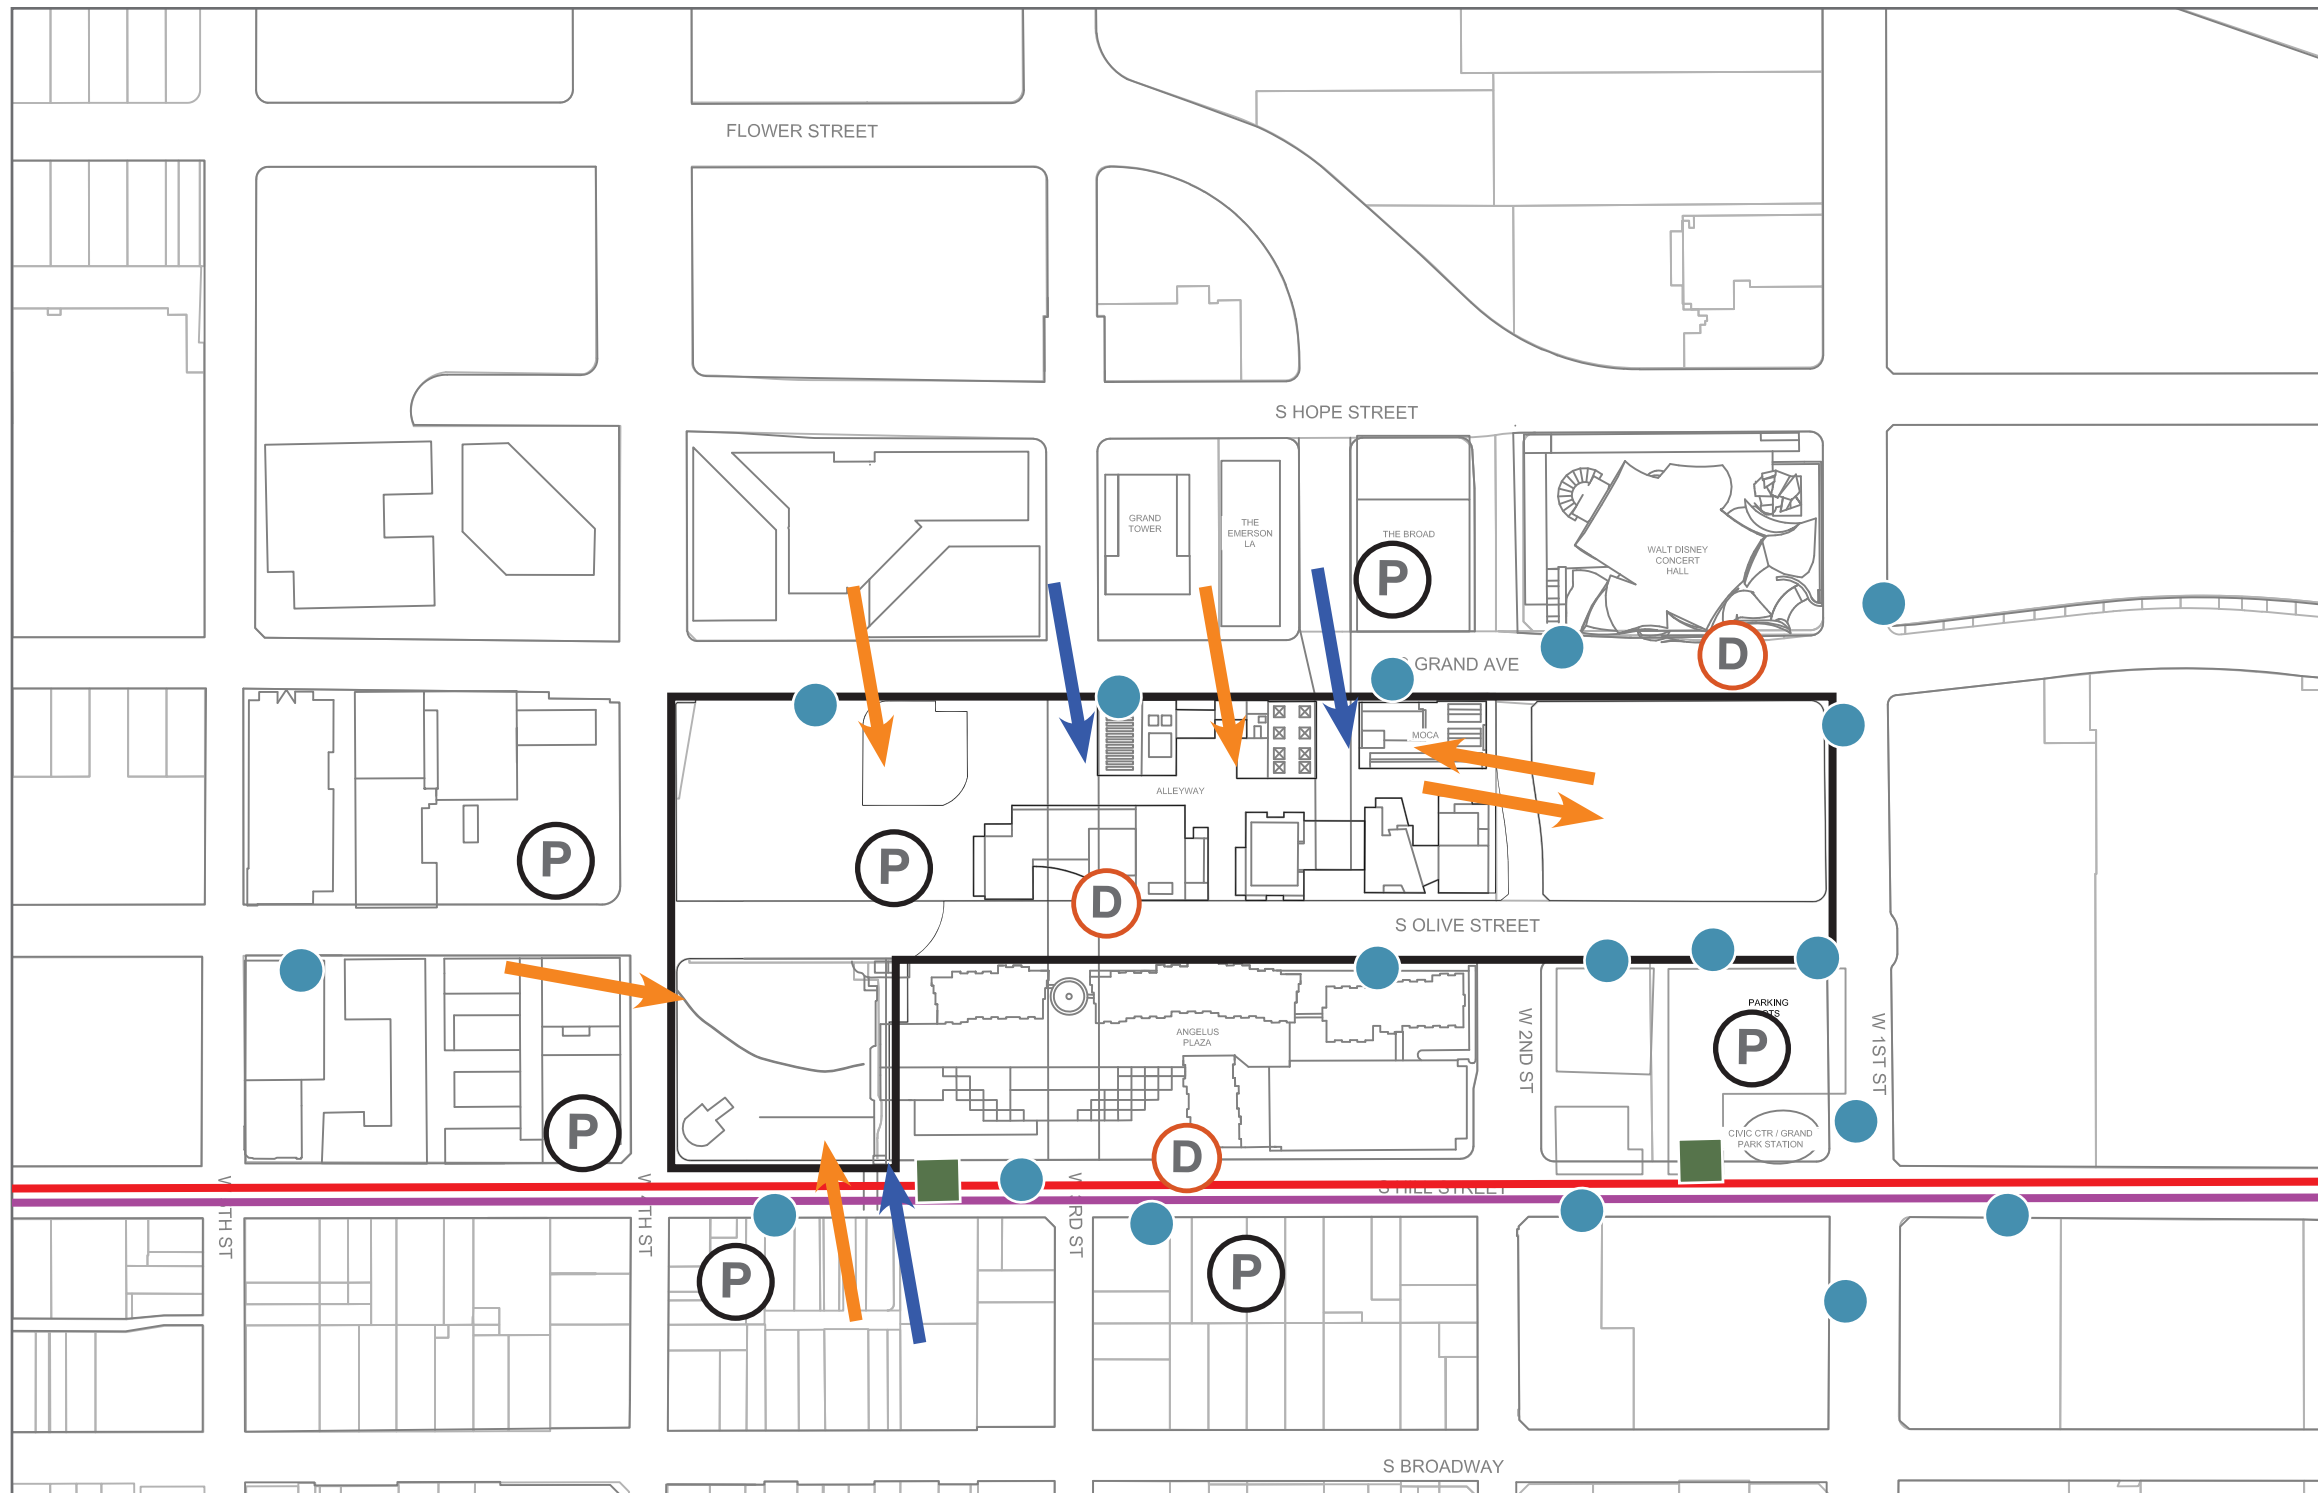 FLOWER STREET
S HOPE STREET
GRAND
TOWER
THE
EMERSON
LA
THE BROAD
P
WALT DISNEY
CONCERT
HALL
D
GRAND AVE
MOCA
ALLEYWAY
P
P
D
S OLIVE STREET
PARKING
P
ANGELUS
PLAZA
W 2ND ST
W 1ST ST
P
CIVIC CTR / GRAND
PARK STATION
D
S HILL STREET
TH ST
TH ST
RD ST
P
P
S BROADWAY